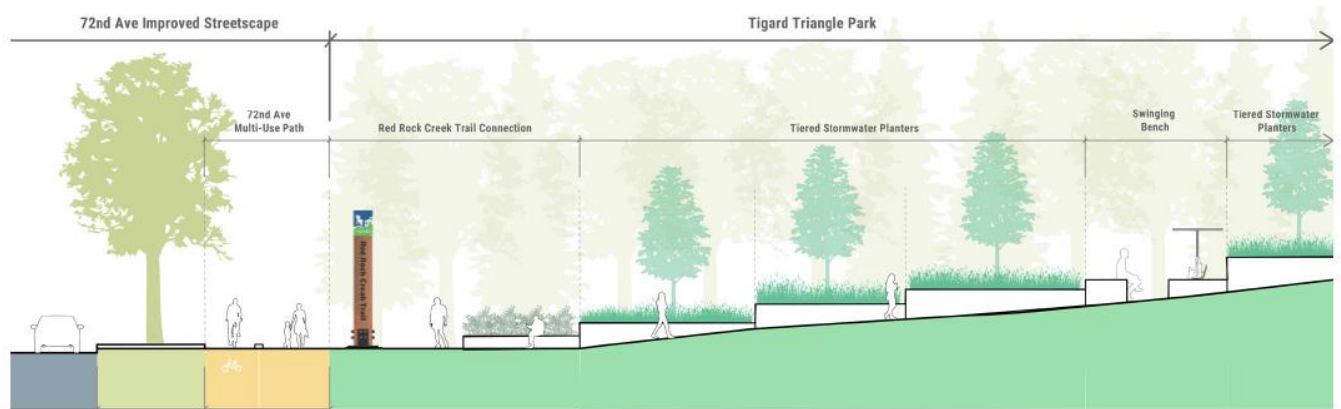 72nd Ave Improved Streetscape
Tigard Triangle Park
72nd Ave
Multi-Use Path
Red Rock Creek Trail Connection
Tiered Stormwater Planters
Swinging
Bench
Tiered Stormwater
Planters
Red Rock Creek Trail